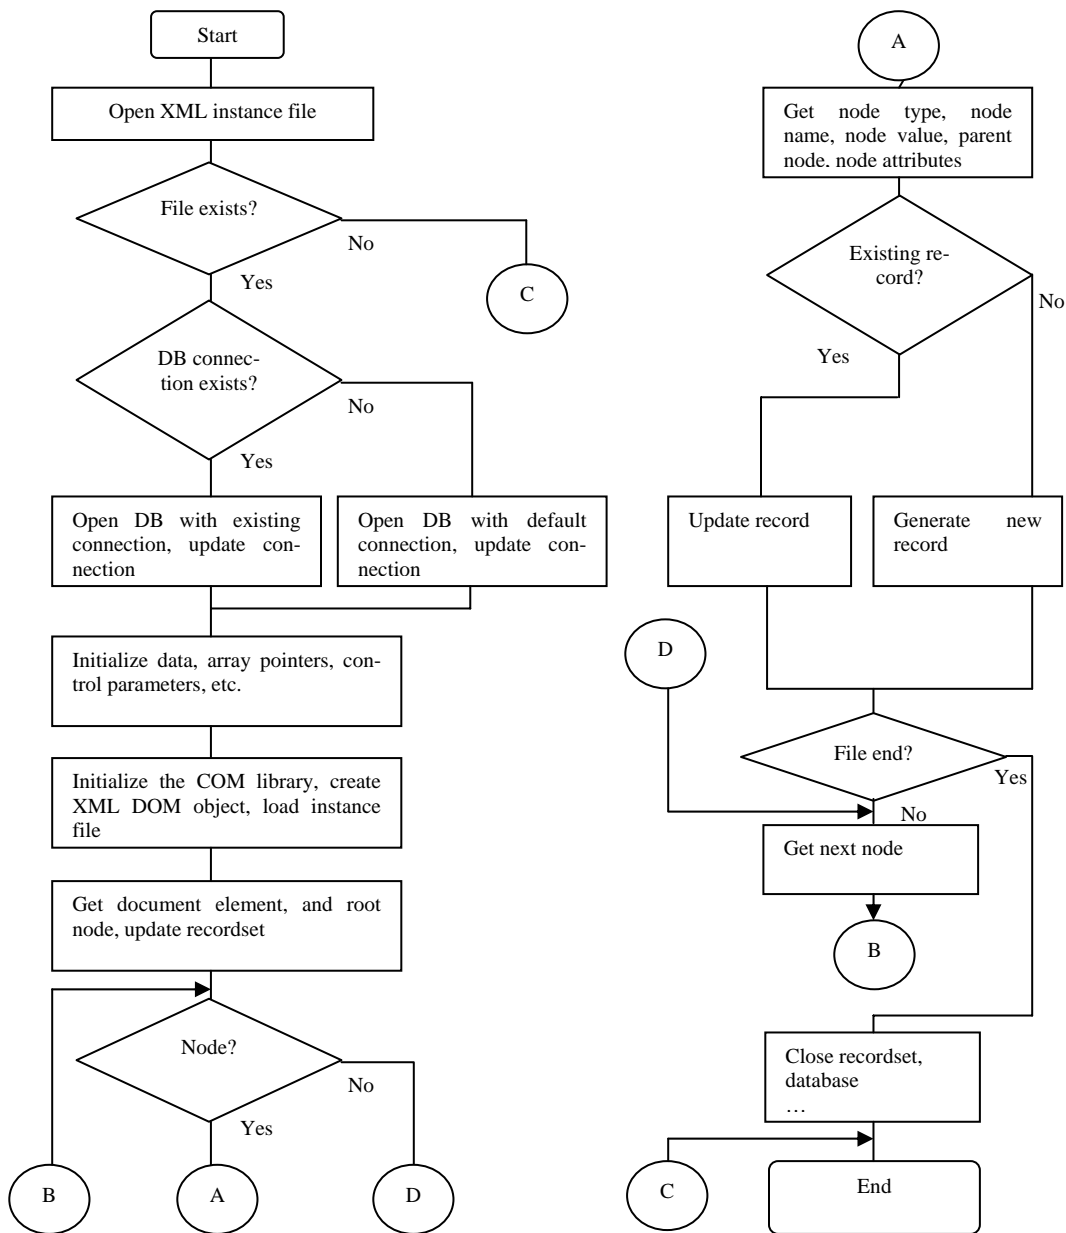 Start
Open XML instance file
File exists?
No
Yes
C
DB connec-
tion exists?
No
Yes
Open DB with existing
connection, update con-
nection
Open DB with default
connection, update con-
nection
Initialize data, array pointers, con-
trol parameters, etc.
Initialize the COM library, create
XML DOM object, load instance
file
Get document element, and root
node, update recordset
Node?
No
Yes
B
A
D
A
Get node type, node
name, node value, parent
node, node attributes
Existing re-
cord?
No
Yes
Update record
Generate new
record
D
File end?
Yes
No
Get next node
B
Close recordset,
database
…
C
End